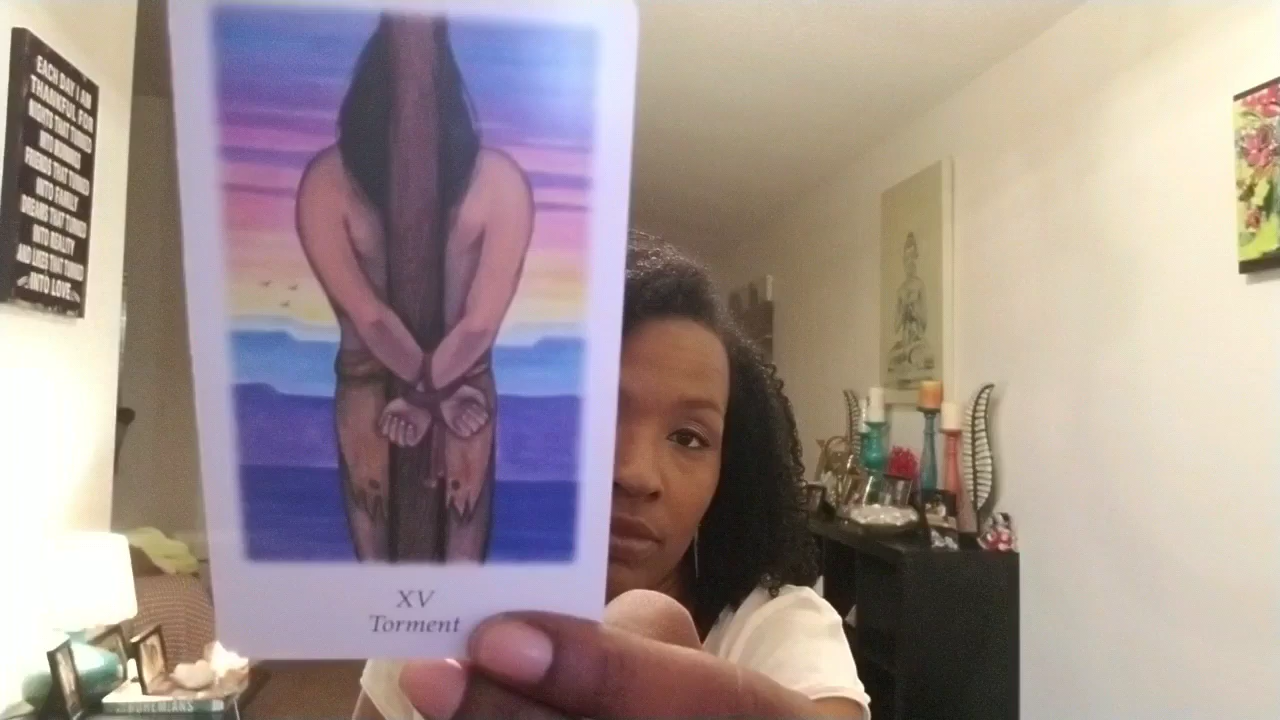 EACH DAY I AM
THANKFUL FOR
NIGHTS THAT TURNED
INTO MORNINGS
FRIENDS THAT TURNED
INTO FAMILY
DREAMS THAT TURNED
INTO REALITY
AND LIKES THAT TURNED
INTO LOVE
XV
Torment
BOHEMIANS